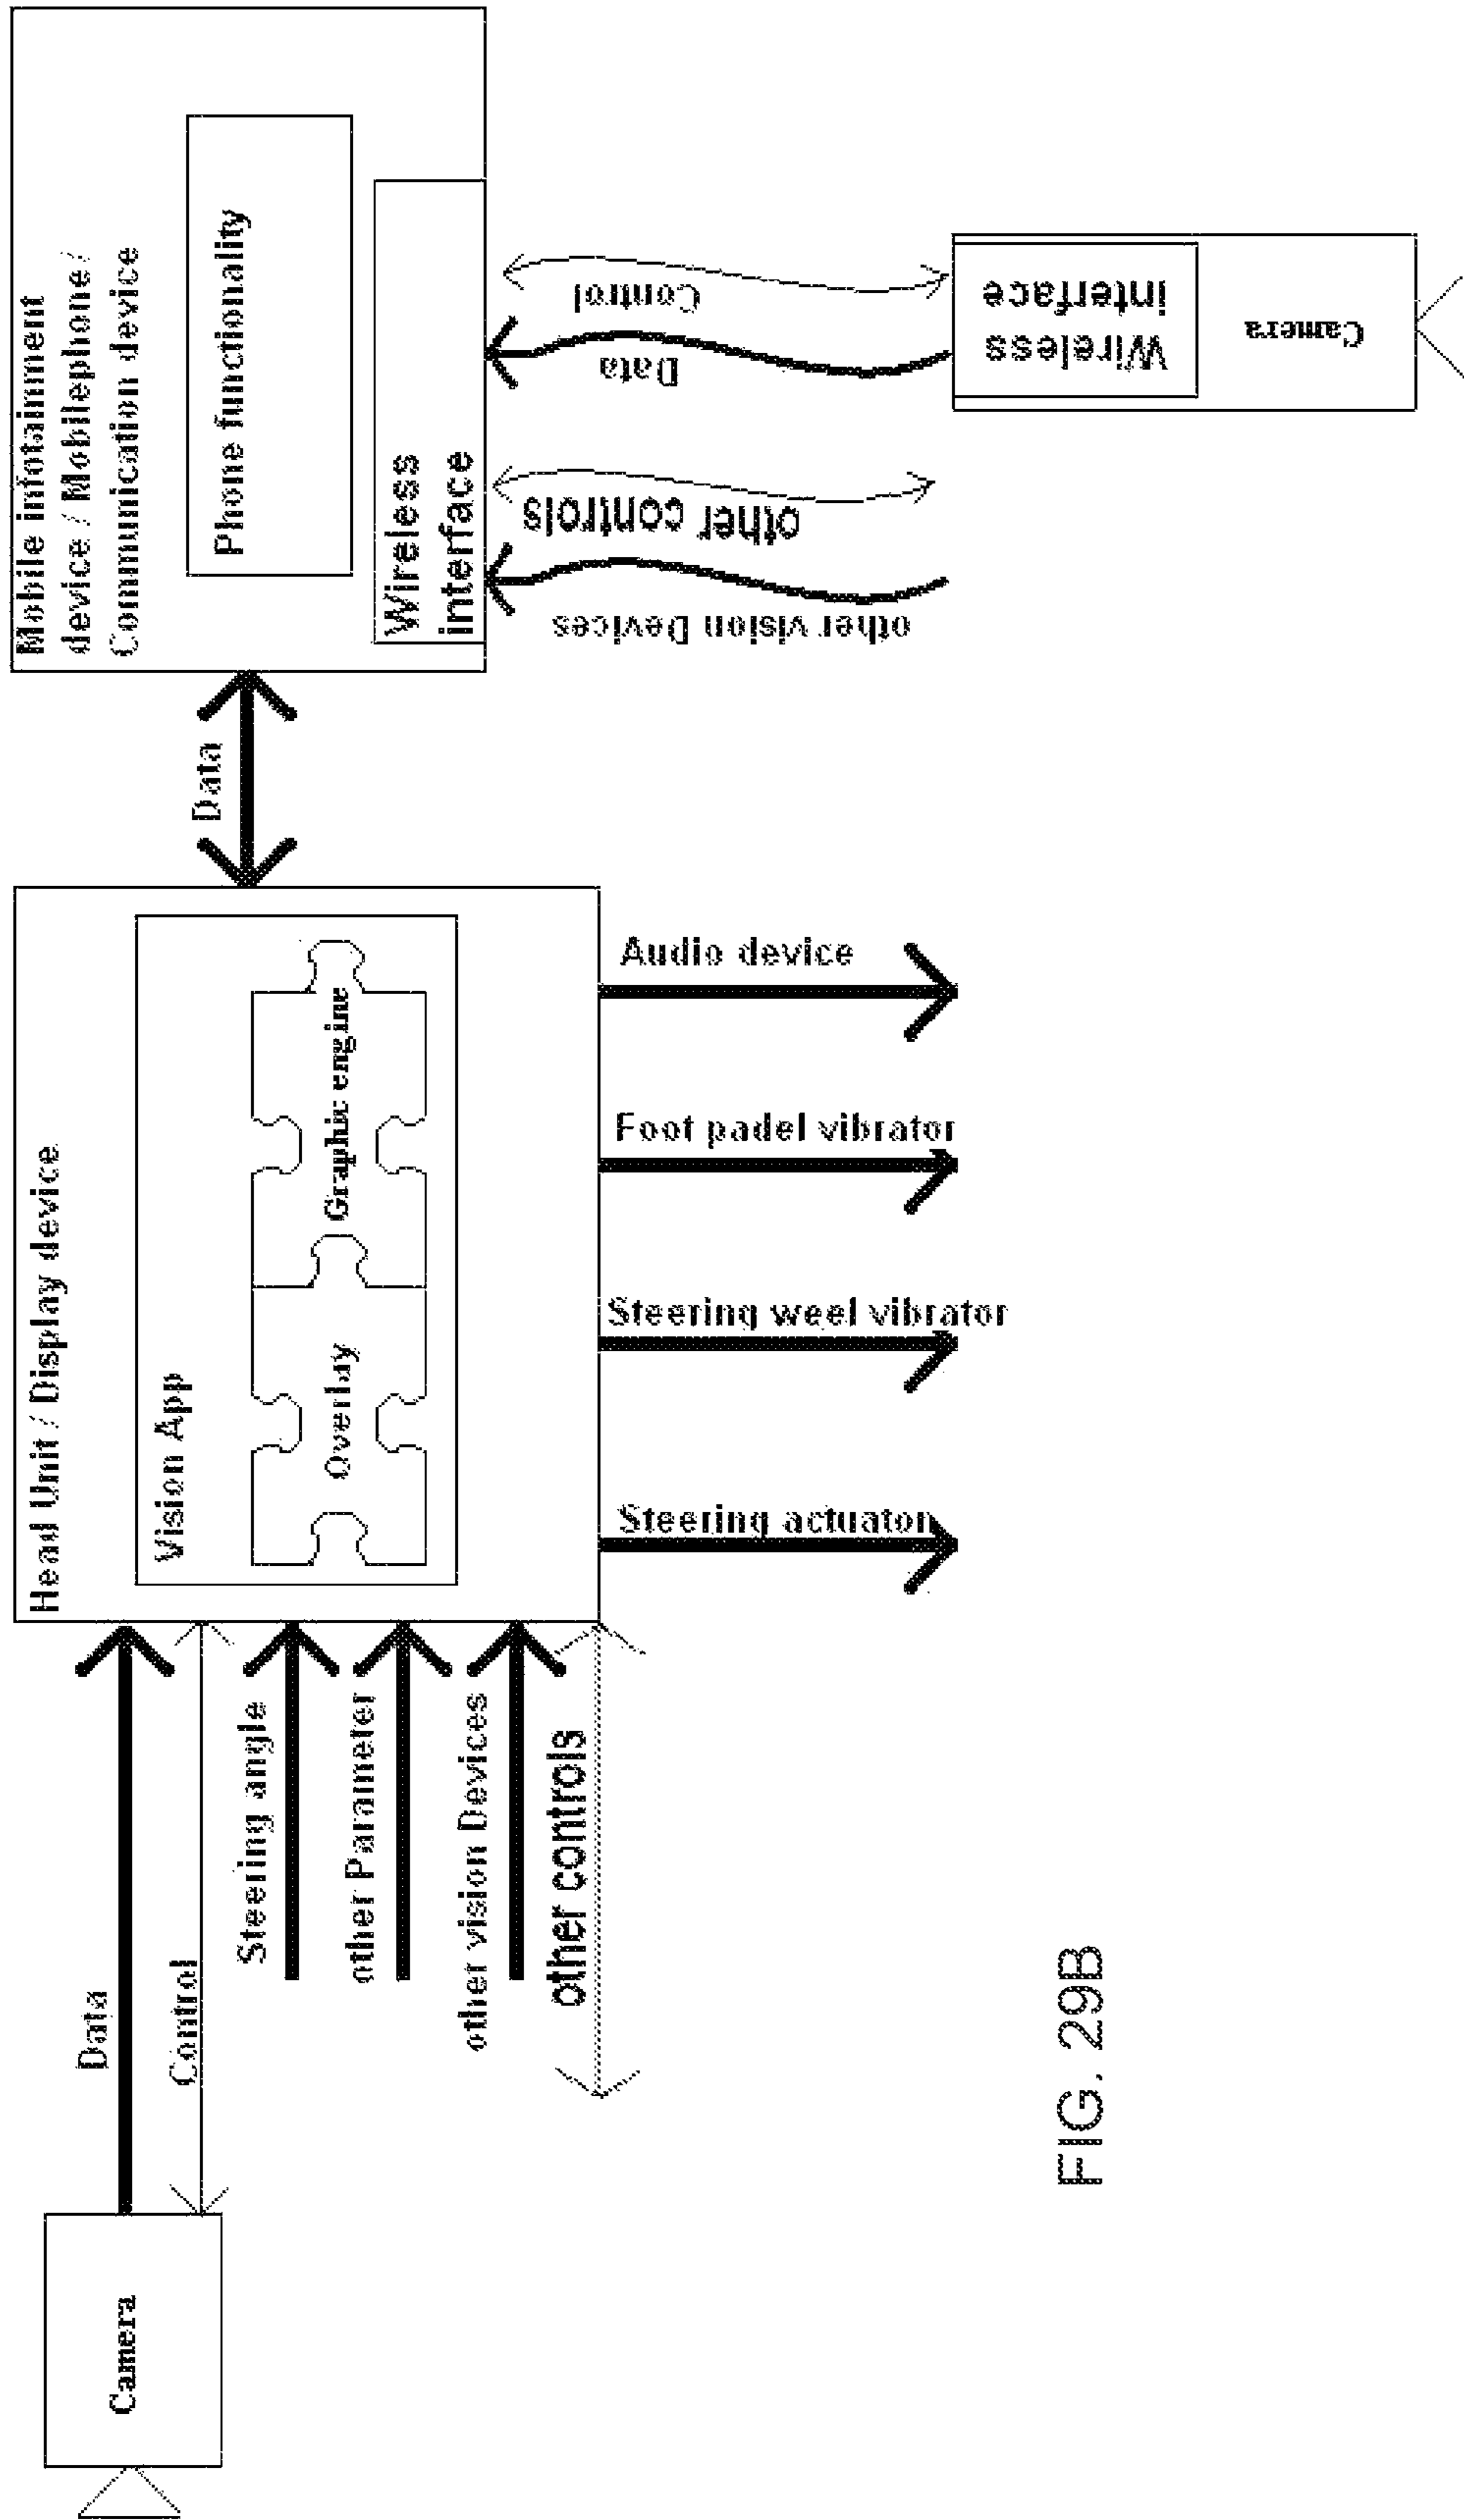 Camera
Data
Control
Steering angle
other Parameter
other vision Devices
other controls
Head Unit / Display device
Vision App
Overlay
Graphic engine
Steering actuator
Steering weel vibrator
Foot padel vibrator
Audio device
Data
Mobile infotainment
device / Mobilephone /
Communication device
Phone functionality
Wireless
interface
other vision Devices
other controls
Data
Control
Wireless
interface
Camera
FIG. 29B